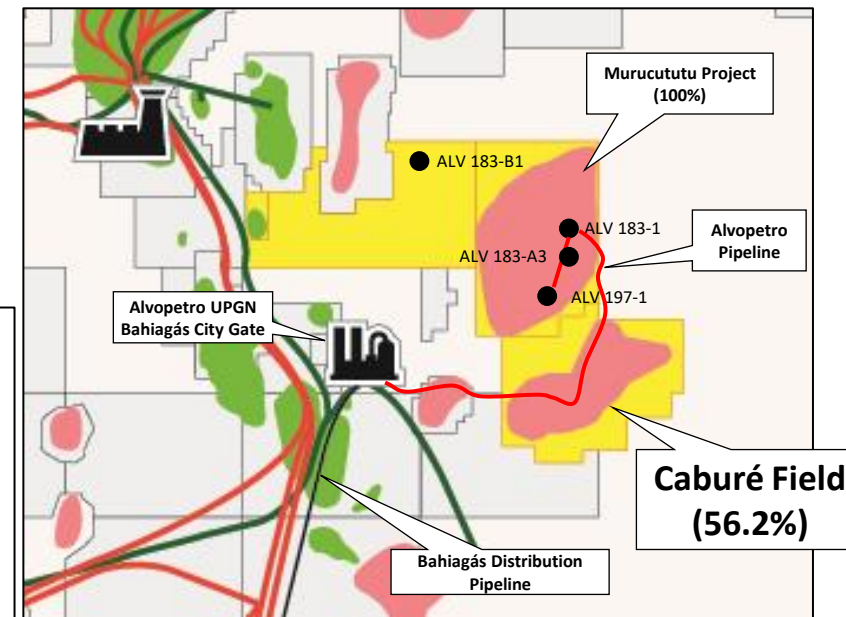 Murucututu Project
(100%)
ALV 183-B1
ALV 183-1
Alvopetro
Pipeline
ALV 183-A3
ALV 197-1
Alvopetro UPGN
Bahiagás City Gate
Caburé Field
(56.2%)
Bahiagás Distribution
Pipeline